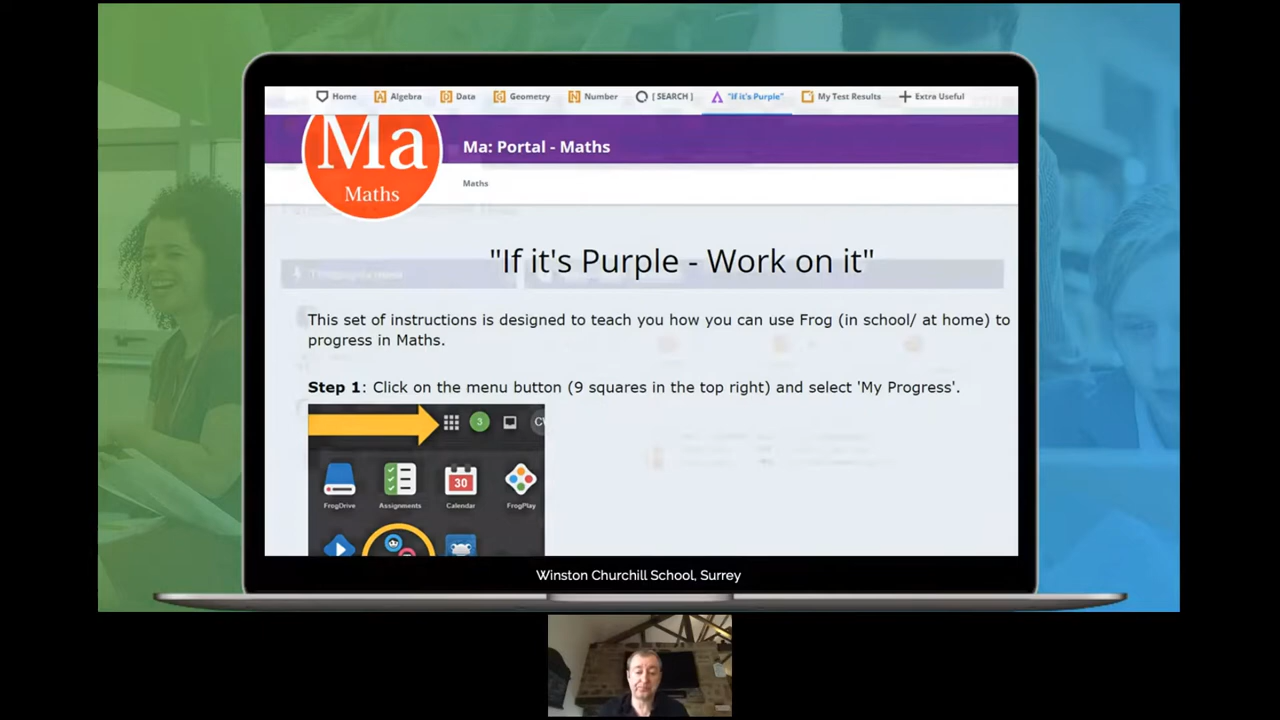 Home Algebra Data Geometry Number [ SEARCH ] "If it's Purple" My Test Results Extra Useful
Ma
Maths
Ma: Portal - Maths
Maths
"If it's Purple - Work on it"
This set of instructions is designed to teach you how you can use Frog (in school/ at home) to
progress in Maths.
Step 1: Click on the menu button (9 squares in the top right) and select 'My Progress'.
3
FrogDrive Assignments 30 Calendar FrogPlay
Winston Churchill School, Surrey